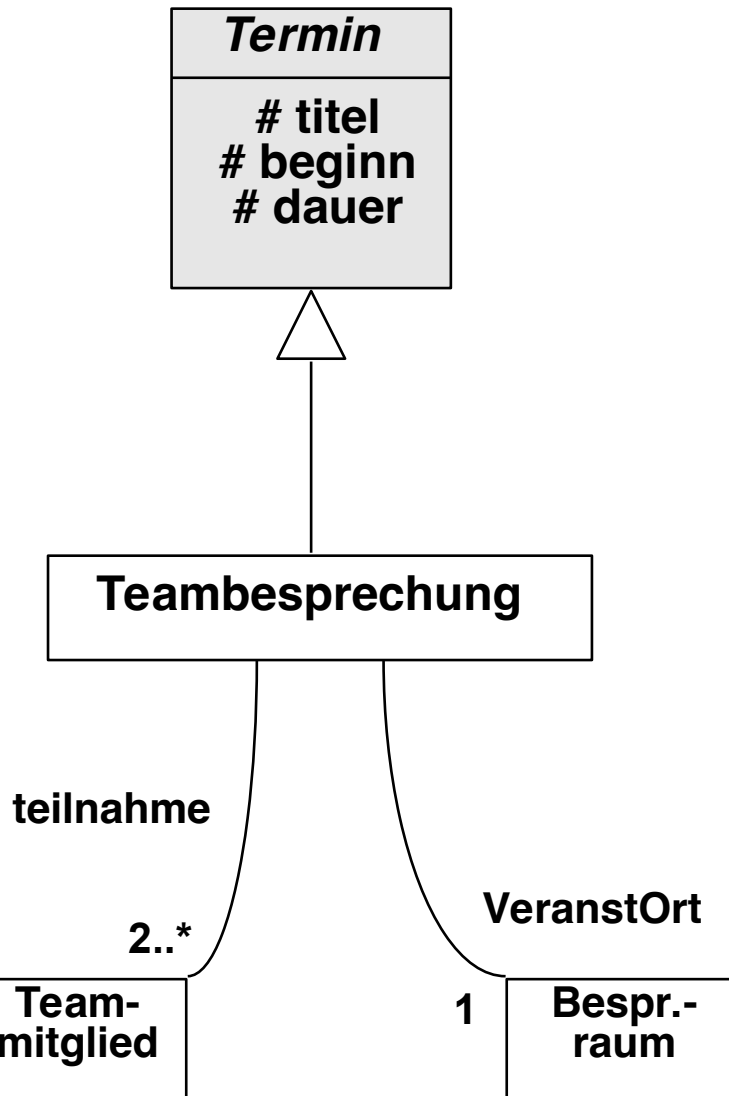 Termin
# titel
# beginn
# dauer
Teambesprechung
teilnahme
VeranstOrt
2..*
1
Team-
mitglied
Bespr.-
raum